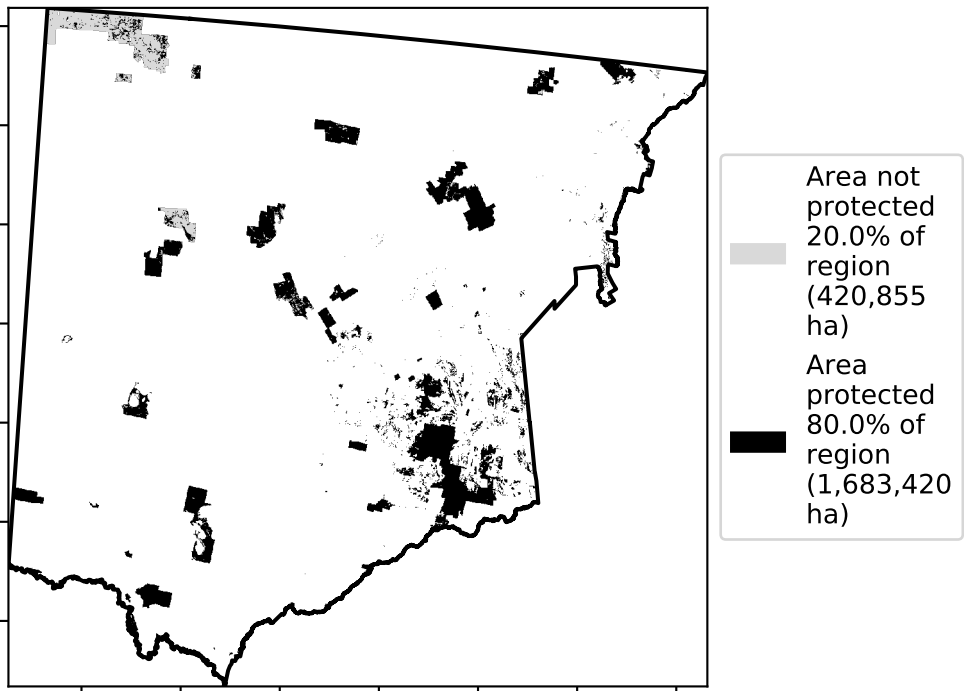 Area not
protected
20.0% of
region
(420,855
ha)
Area
protected
80.0% of
region
(1,683,420
ha)